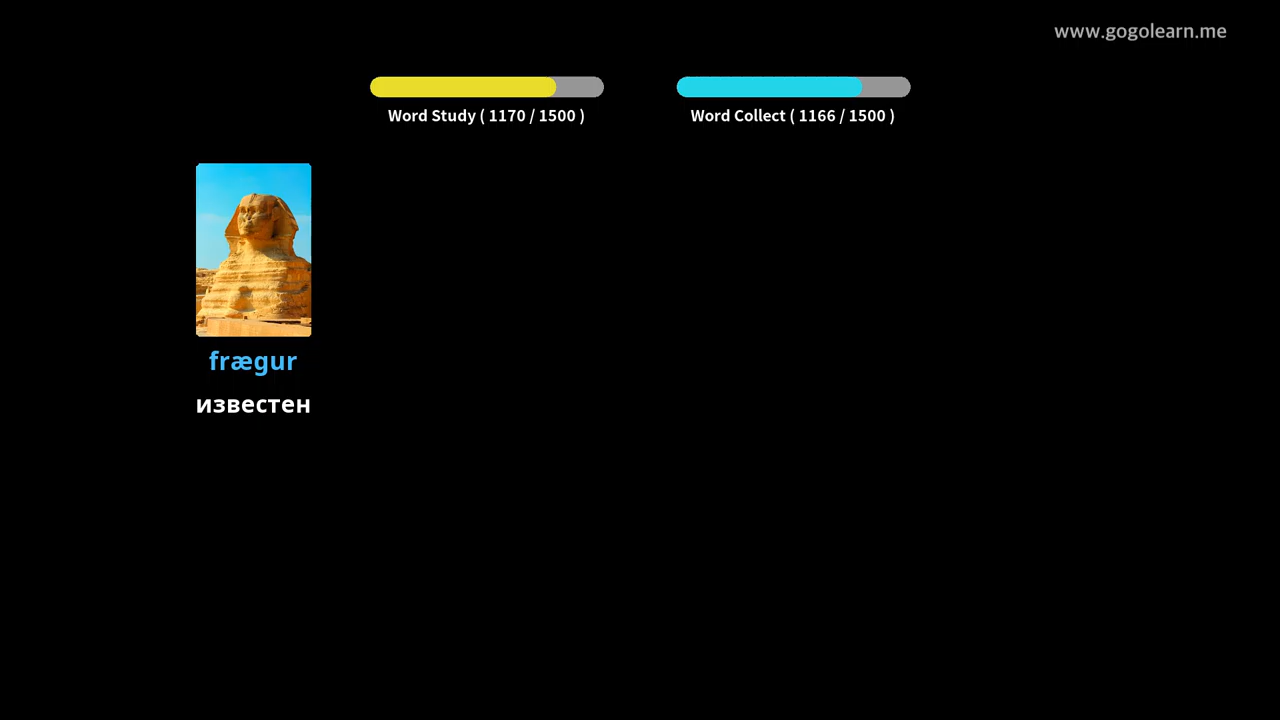 www.gogolearn.me
Word Study ( 1170 / 1500 )
Word Collect ( 1166 / 1500 )
frægur
известен